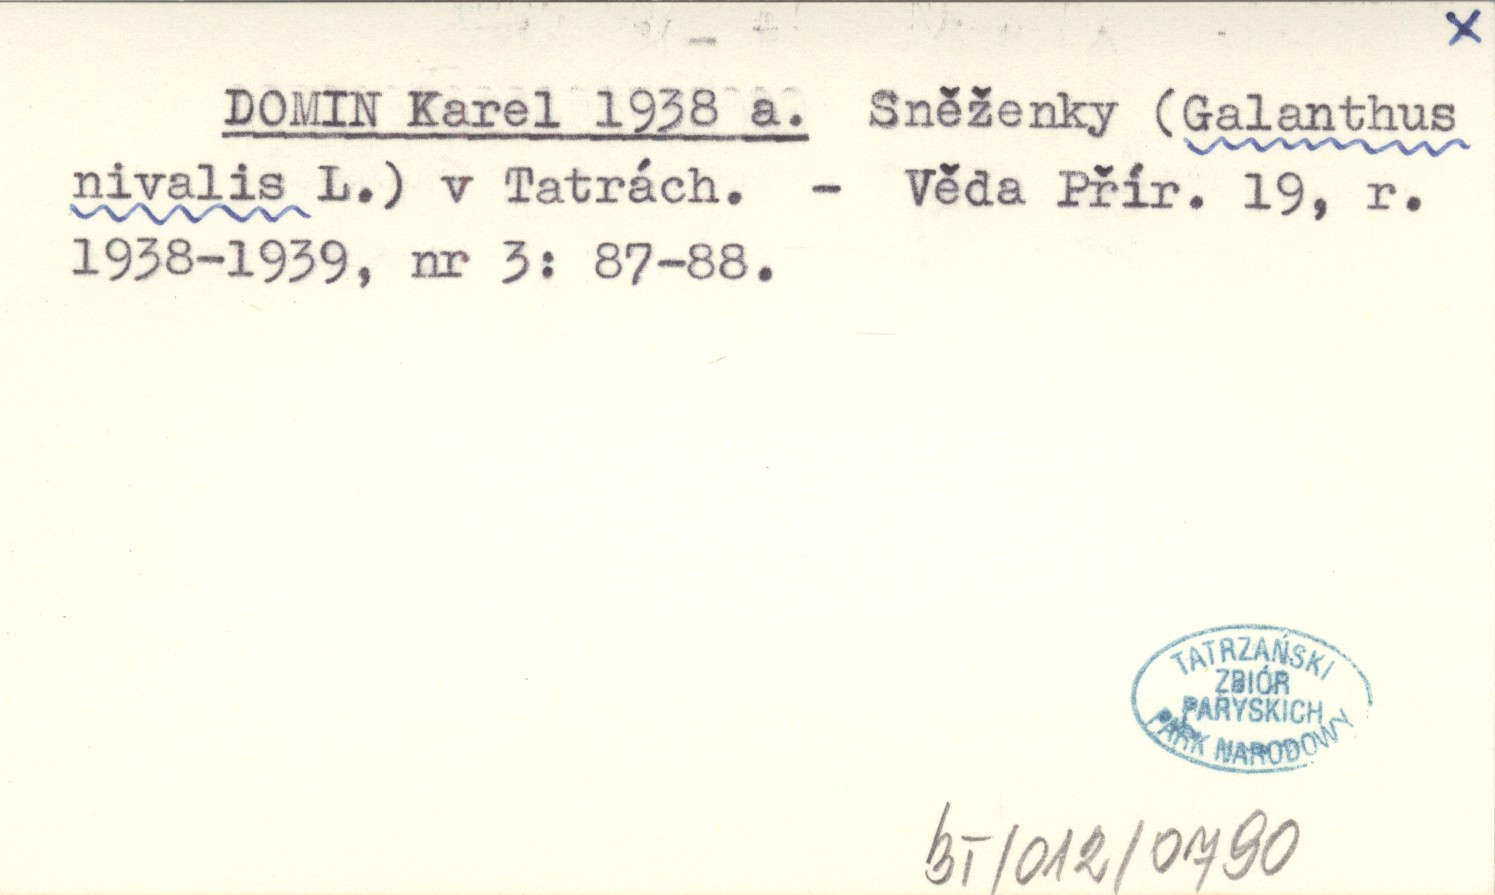 x
DOMIN Karel 1938 a. Sněženky (Galanthus
nivalis L.) v Tatrách. - Věda Přír. 19, r.
1938-1939, nr 3: 87-88.
TATRZAŃSKI
ZBIÓR
PARYSKICH
PARK NARODOWY
BT/012/0790